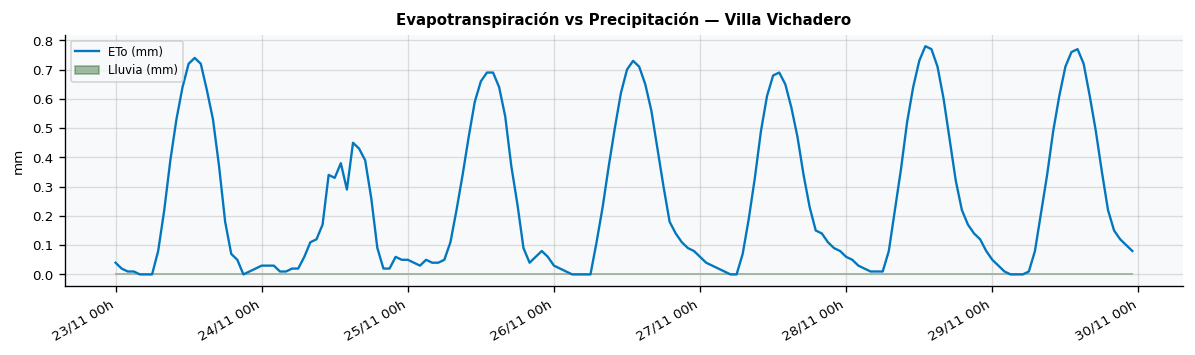 Evapotranspiración vs Precipitación — Villa Vichadero
ETo (mm)
Lluvia (mm)
mm
0.8
0.7
0.6
0.5
0.4
0.3
0.2
0.1
0.0
23/11 00h
24/11 00h
25/11 00h
26/11 00h
27/11 00h
28/11 00h
29/11 00h
30/11 00h